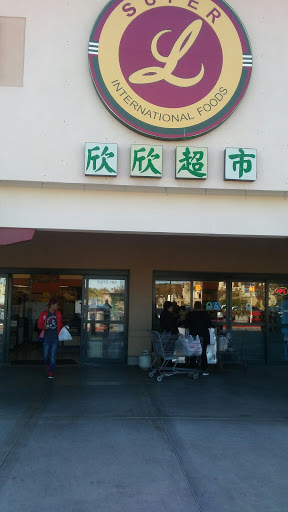 SUPER
L
INTERNATIONAL FOODS
欣欣超市